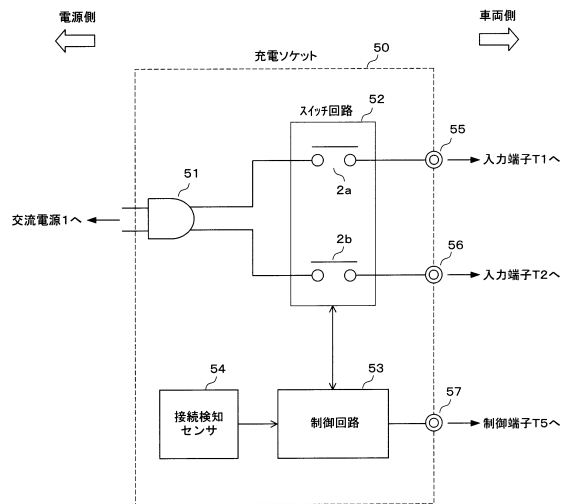 電源側
車両側
充電ソケット
50
52
スイッチ回路
55
51
2a
入力端子T1へ
交流電源1へ
2b
56
入力端子T2へ
54
53
57
接続検知
センサ
制御回路
制御端子T5へ